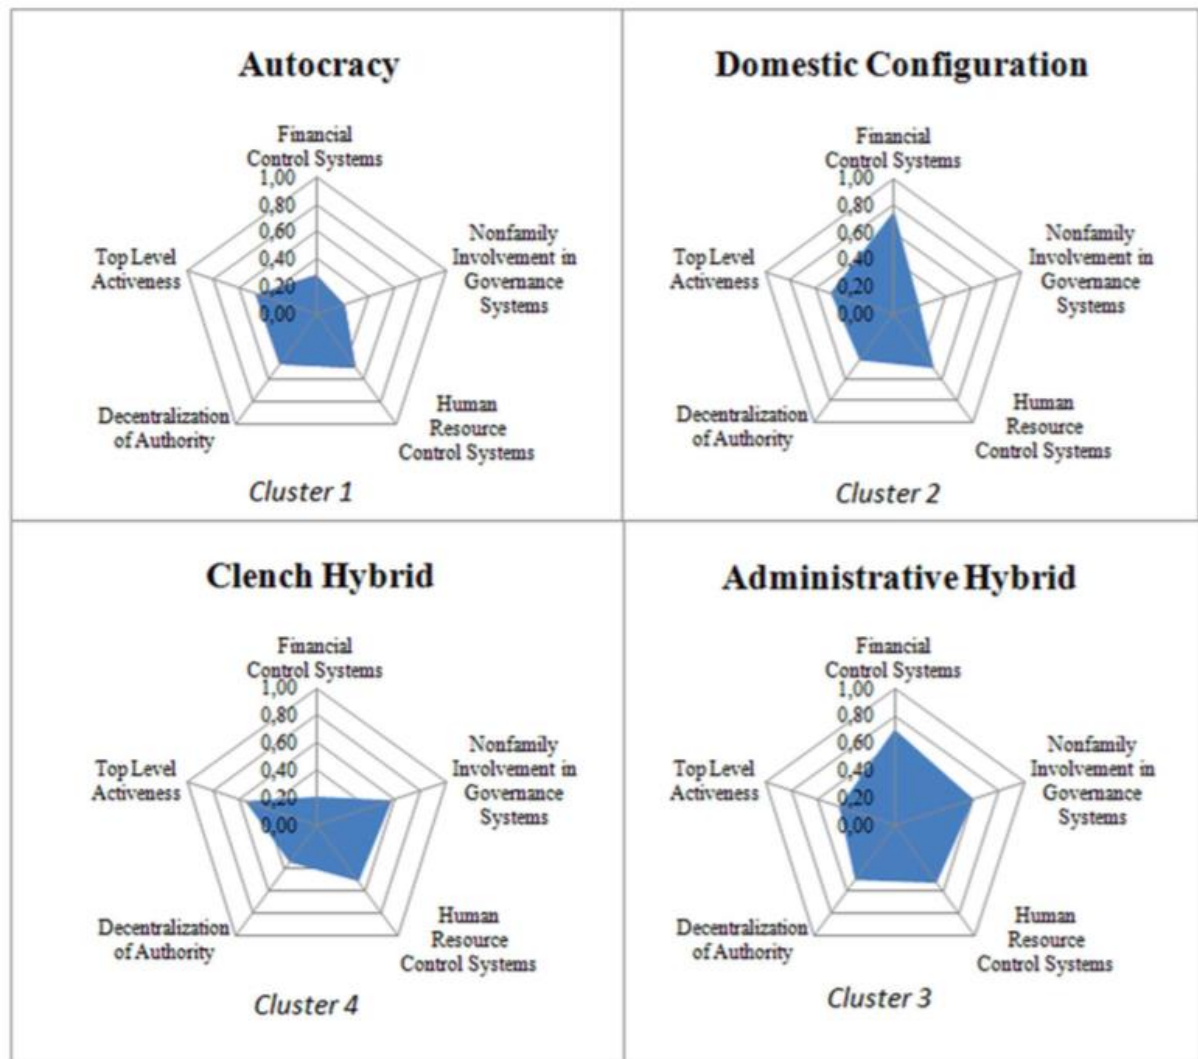 Autocracy
Financial
Control Systems
1,00
0,80
0,60
0,40
0,20
0,00
Top Level
Activeness
Nonfamily
Involvement in
Governance
Systems
Decentralization
of Authority
Human
Resource
Control Systems
Cluster 1
Domestic Configuration
Financial
Control Systems
1,00
0,80
0,60
0,40
0,20
0,00
Top Level
Activeness
Nonfamily
Involvement in
Governance
Systems
Decentralization
of Authority
Human
Resource
Control Systems
Cluster 2
Clench Hybrid
Financial
Control Systems
1,00
0,80
0,60
0,40
0,20
0,00
Top Level
Activeness
Nonfamily
Involvement in
Governance
Systems
Decentralization
of Authority
Human
Resource
Control Systems
Cluster 4
Administrative Hybrid
Financial
Control Systems
1,00
0,80
0,60
0,40
0,20
0,00
Top Level
Activeness
Nonfamily
Involvement in
Governance
Systems
Decentralization
of Authority
Human
Resource
Control Systems
Cluster 3